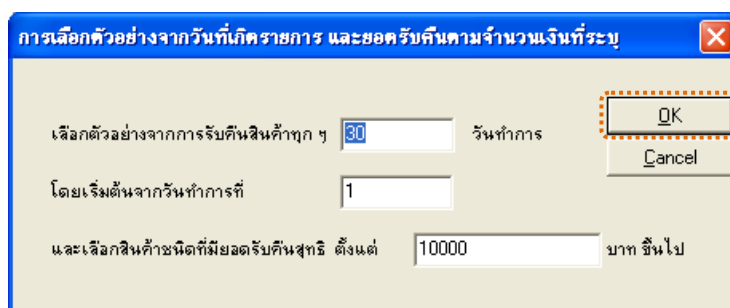 การเลือกตัวอย่างจากวันที่เกิดรายการ และยอดรับคืนตามจำนวนเงินที่ระบุ
เลือกตัวอย่างจากการรับคืนสินค้าทุก ๆ 30 วันทำการ
OK
Cancel
โดยเริ่มต้นจากวันทำการที่ 1
และเลือกสินค้าชนิดที่มียอดรับคืนสุทธิ ตั้งแต่ 10000 บาท ขึ้นไป